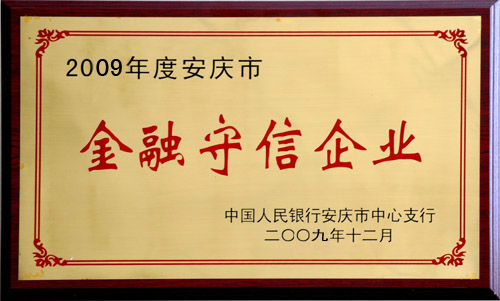 2009年度安庆市
金融守信企业
中国人民银行安庆市中心支行
二〇〇九年十二月